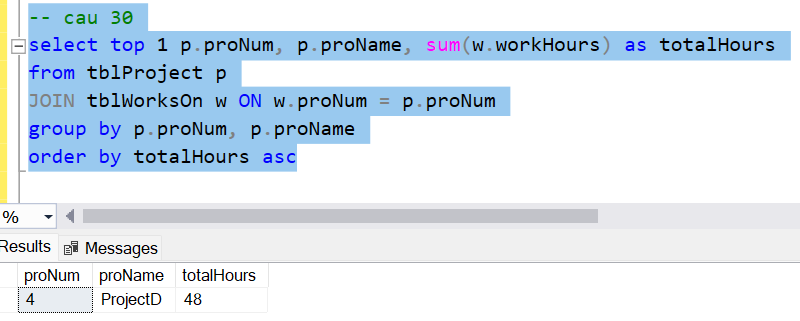 -- cau 30
select top 1 p.proNum, p.proName, sum(w.workHours) as totalHours
from tblProject p
JOIN tblWorksOn w ON w.proNum = p.proNum
group by p.proNum, p.proName
order by totalHours asc
%
Results Messages
proNum proName totalHours
4 ProjectD 48